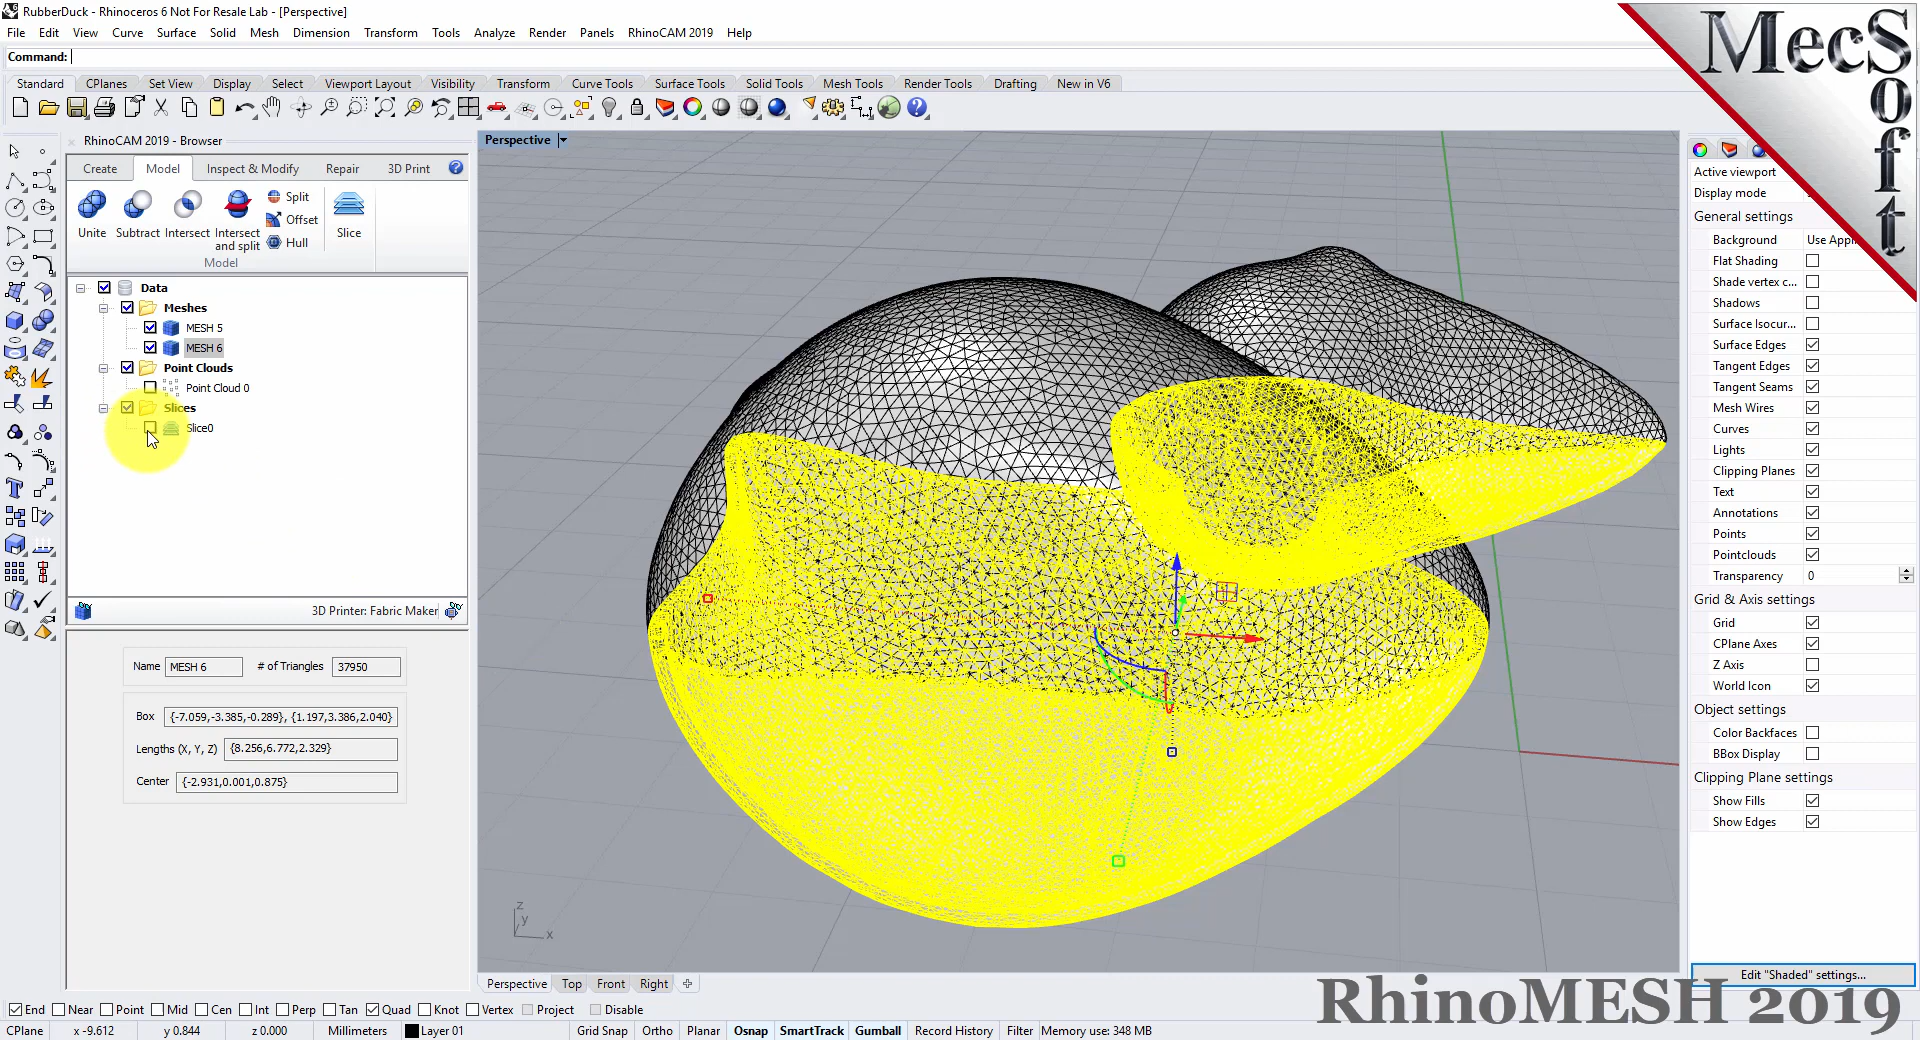 RubberDuck - Rhinoceros 6 Not For Resale Lab - [Perspective]
File Edit View Curve Surface Solid Mesh Dimension Transform Tools Analyze Render Panels RhinoCAM 2019 Help
Command:
Standard CPlanes Set View Display Select Viewport Layout Visibility Transform Curve Tools Surface Tools Solid Tools Mesh Tools Render Tools Drafting New in V6
MecSoft
RhinoCAM 2019 - Browser
Create Model Inspect & Modify Repair 3D Print
Unite Subtract Intersect Intersect and split Split Offset Hull Slice
Model
Data
Meshes
MESH 5
MESH 6
Point Clouds
Point Cloud 0
Slices
Slice0
3D Printer: Fabric Maker
Name MESH 6 # of Triangles 37950
Box {-7.059,-3.385,-0.289}, {1.197,3.386,2.040}
Lengths (X, Y, Z) {8.256,6.772,2.329}
Center {-2.931,0.001,0.875}
Perspective
z
y
x
Perspective Top Front Right
Active viewport
Display mode
General settings
Background Use Appl
Flat Shading
Shade vertex c...
Shadows
Surface Isocur...
Surface Edges
Tangent Edges
Tangent Seams
Mesh Wires
Curves
Lights
Clipping Planes
Text
Annotations
Points
Pointclouds
Transparency 0
Grid & Axis settings
Grid
CPlane Axes
Z Axis
World Icon
Object settings
Color Backfaces
BBox Display
Clipping Plane settings
Show Fills
Show Edges
Edit "Shaded" settings...
RhinoMESH 2019
End Near Point Mid Cen Int Perp Tan Quad Knot Vertex Project Disable
CPlane x -9.612 y 0.844 z 0.000 Millimeters Layer 01 Grid Snap Ortho Planar Osnap SmartTrack Gumball Record History Filter Memory use: 348 MB